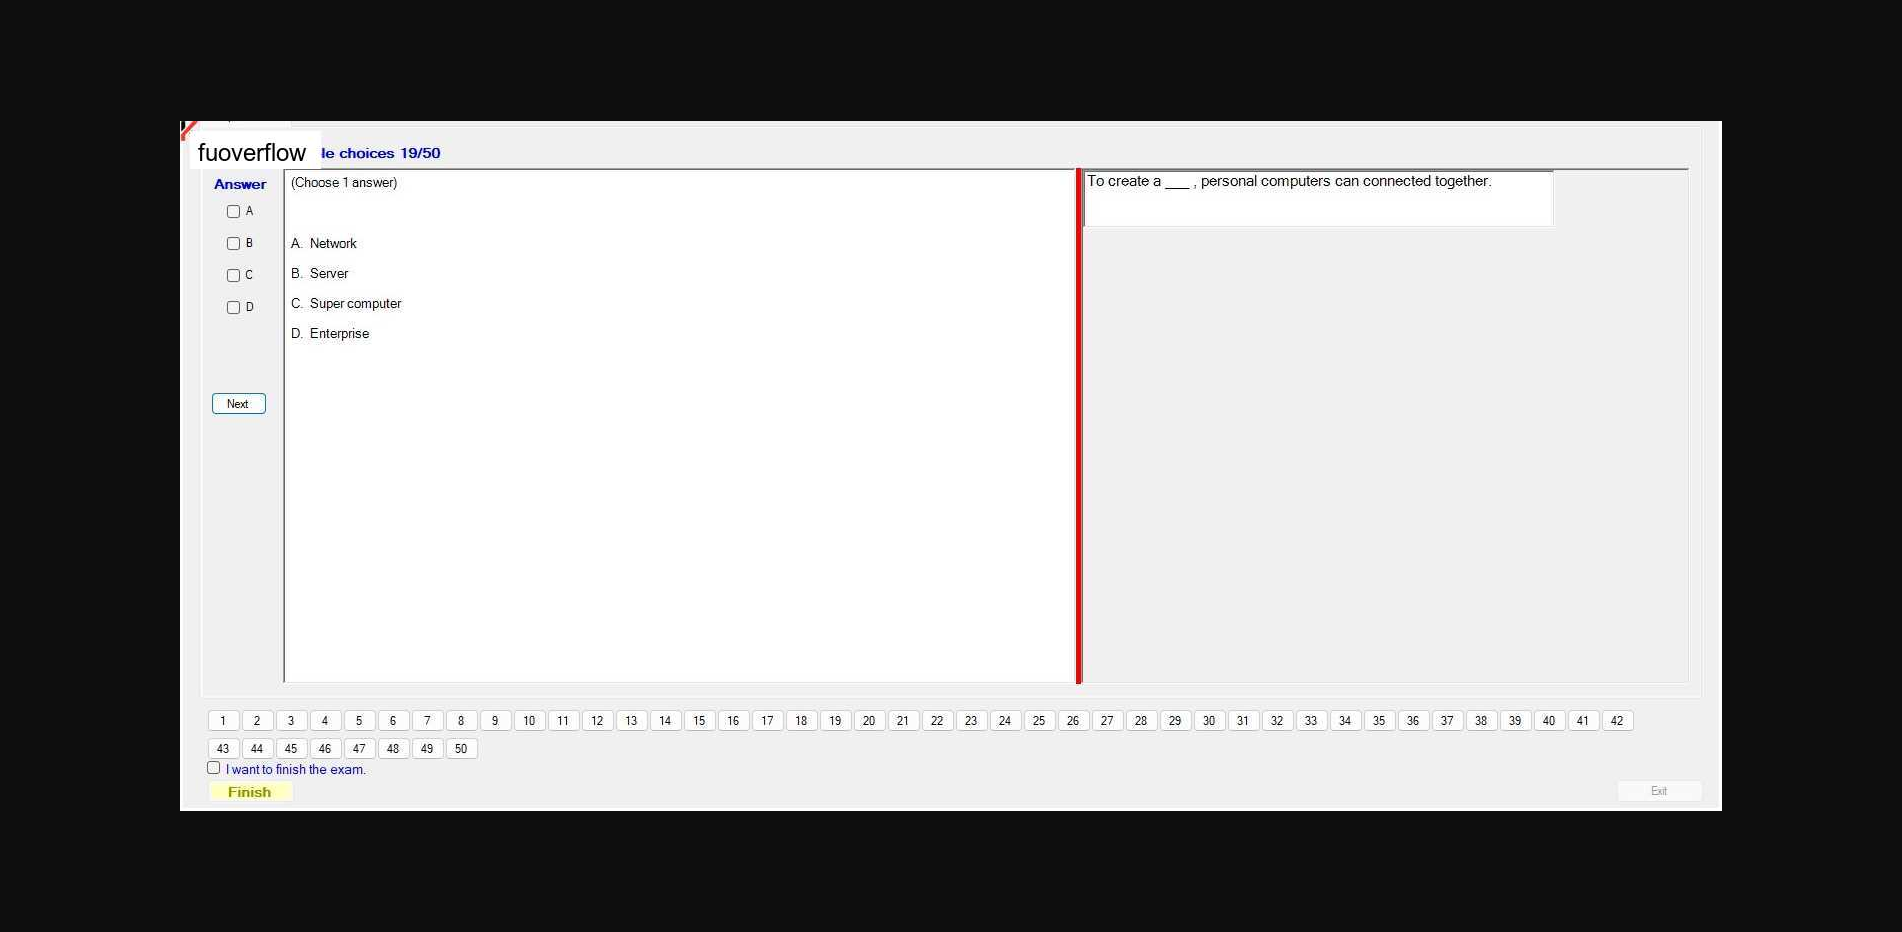 fuoverflow
le choices 19/50
Answer
A
B
C
D
Next
(Choose 1 answer)
A. Network
B. Server
C. Super computer
D. Enterprise
To create a ___ , personal computers can connected together.
1 2 3 4 5 6 7 8 9 10 11 12 13 14 15 16 17 18 19 20 21 22 23 24 25 26 27 28 29 30 31 32 33 34 35 36 37 38 39 40 41 42
43 44 45 46 47 48 49 50
I want to finish the exam.
Finish
Exit